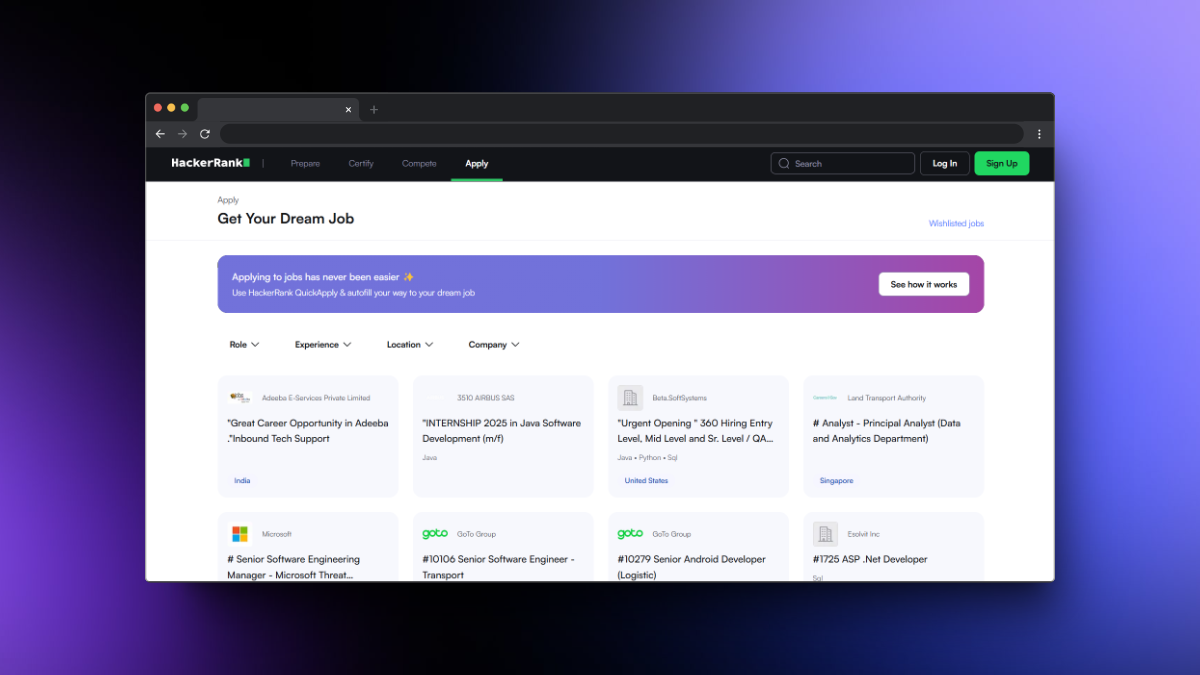 HackerRank
Prepare
Certify
Compete
Apply
Search
Log In
Sign Up
Apply
Get Your Dream Job
Wishlisted jobs
Applying to jobs has never been easier ✨
Use HackerRank QuickApply & autofill your way to your dream job
See how it works
Role
Experience
Location
Company
Adeeba E-Services Private Limited
"Great Career Opportunity in Adeeba
."Inbound Tech Support
India
3510 AIRBUS SAS
"INTERNSHIP 2025 in Java Software
Development (m/f)
Java
Beta.SoftSystems
"Urgent Opening " 360 Hiring Entry
Level, Mid Level and Sr. Level / QA...
Java • Python • Sql
United States
Land Transport Authority
# Analyst - Principal Analyst (Data
and Analytics Department)
Singapore
Microsoft
# Senior Software Engineering
Manager - Microsoft Threat...
goto
GoTo Group
#10106 Senior Software Engineer -
Transport
goto
GoTo Group
#10279 Senior Android Developer
(Logistic)
Esolvit Inc
#1725 ASP .Net Developer
Sql